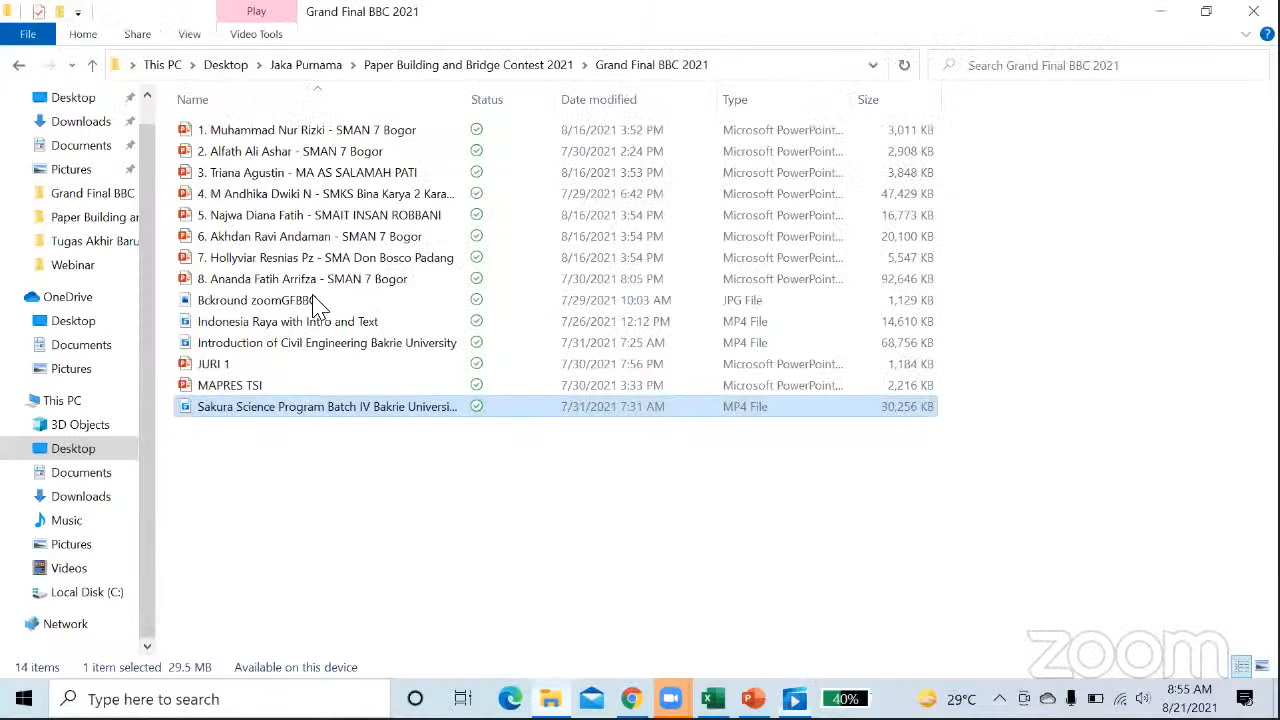 Play
Grand Final BBC 2021
File
Home
Share
View
Video Tools
This PC
Desktop
Jaka Purnama
Paper Building and Bridge Contest 2021
Grand Final BBC 2021
Search Grand Final BBC 2021
Name
Status
Date modified
Type
Size
1. Muhammad Nur Rizki - SMAN 7 Bogor 8/16/2021 3:52 PM Microsoft PowerPoint... 3,011 KB
2. Alfath Ali Ashar - SMAN 7 Bogor 7/30/2021 2:24 PM Microsoft PowerPoint... 2,908 KB
3. Triana Agustin - MA AS SALAMAH PATI 8/16/2021 3:53 PM Microsoft PowerPoint... 3,848 KB
4. M Andhika Dwiki N - SMKS Bina Karya 2 Kara... 7/29/2021 6:42 PM Microsoft PowerPoint... 47,429 KB
5. Najwa Diana Fatih - SMAIT INSAN ROBBANI 8/16/2021 3:54 PM Microsoft PowerPoint... 16,773 KB
6. Akhdan Ravi Andaman - SMAN 7 Bogor 8/16/2021 3:54 PM Microsoft PowerPoint... 20,100 KB
7. Hollyviar Resnias Pz - SMA Don Bosco Padang 8/16/2021 3:54 PM Microsoft PowerPoint... 5,547 KB
8. Ananda Fatih Arrifza - SMAN 7 Bogor 7/30/2021 8:05 PM Microsoft PowerPoint... 92,646 KB
Bckround zoomGFBBC 7/29/2021 10:03 AM JPG File 1,129 KB
Indonesia Raya with Intro and Text 7/26/2021 12:12 PM MP4 File 14,610 KB
Introduction of Civil Engineering Bakrie University 7/31/2021 7:25 AM MP4 File 68,756 KB
JURI 1 7/30/2021 7:56 PM Microsoft PowerPoint... 1,184 KB
MAPRES TSI 7/30/2021 3:33 PM Microsoft PowerPoint... 2,216 KB
Sakura Science Program Batch IV Bakrie Universi... 7/31/2021 7:31 AM MP4 File 30,256 KB
Desktop
Downloads
Documents
Pictures
Grand Final BBC
Paper Building an
Tugas Akhir Baru
Webinar
OneDrive
Desktop
Documents
Pictures
This PC
3D Objects
Desktop
Documents
Downloads
Music
Pictures
Videos
Local Disk (C:)
Network
14 items
1 item selected 29.5 MB
Available on this device
zoom
Type here to search
40%
29°C
8:55 AM
8/21/2021